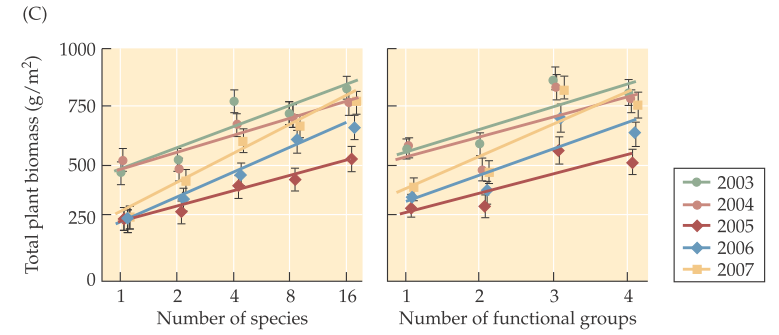 (C)
Total plant biomass (g/m²)
1000
750
500
250
0
1 2 4 8 16
Number of species
1 2 3 4
Number of functional groups
2003
2004
2005
2006
2007